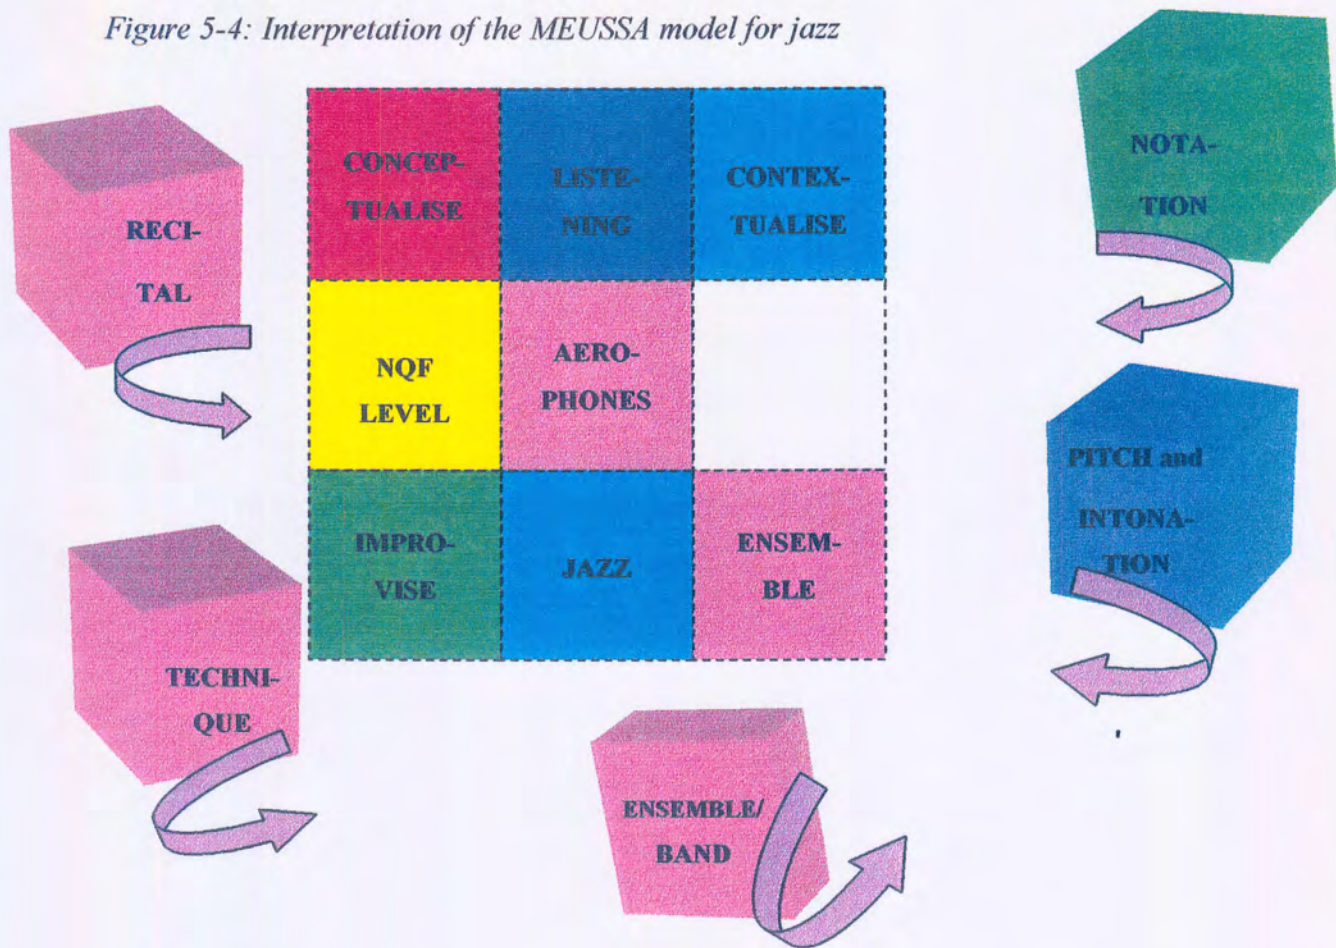 Figure 5-4: Interpretation of the MEUSSA model for jazz
CONCEP-
TUALISE
LISTE-
NING
CONTEX-
TUALISE
NOTA-
TION
RECI-
TAL
NQF
LEVEL
AERO-
PHONES
PITCH and
INTONA-
TION
IMPRO-
VISE
JAZZ
ENSEM-
BLE
TECHNI-
QUE
ENSEMBLE/
BAND